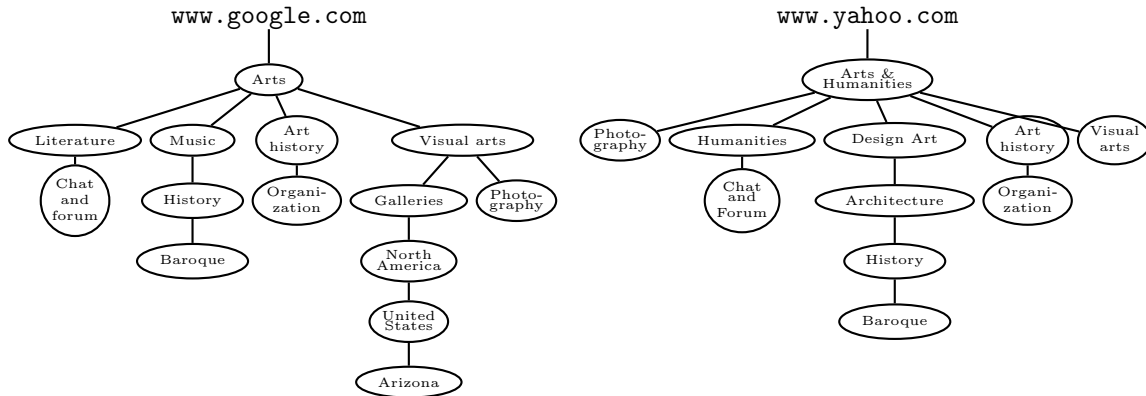 www.google.com
www.yahoo.com
Arts
Arts &
Humanities
Literature
Music
Art
history
Visual arts
Photo-
graphy
Humanities
Design Art
Art
history
Visual
arts
Chat
and
forum
History
Organi-
zation
Galleries
Photo-
graphy
Chat
and
Forum
Architecture
Organi-
zation
Baroque
North
America
History
United
States
Baroque
Arizona